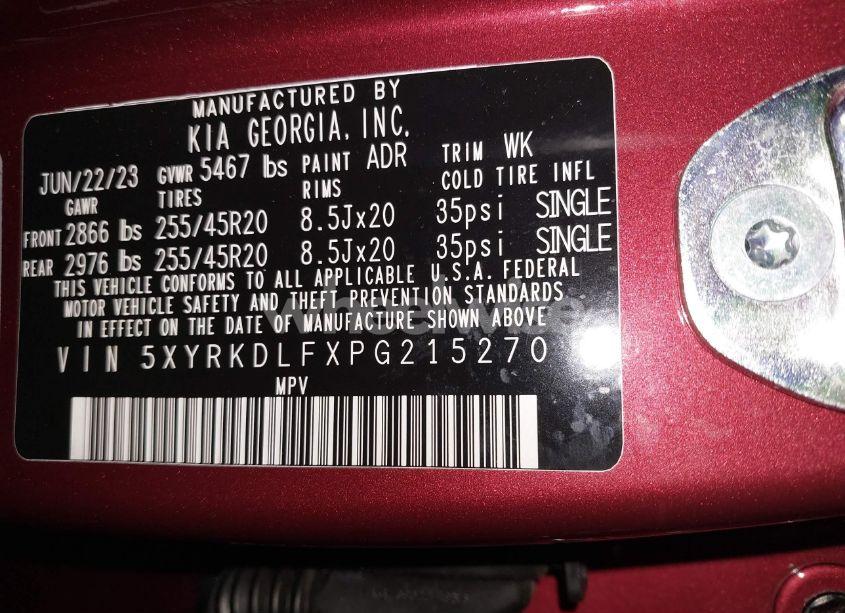 MANUFACTURED BY
KIA GEORGIA, INC.
JUN/22/23 GVWR 5467 lbs PAINT ADR TRIM WK
GAWR TIRES RIMS COLD TIRE INFL
FRONT 2866 lbs 255/45R20 8.5Jx20 35psi SINGLE
REAR 2976 lbs 255/45R20 8.5Jx20 35psi SINGLE
THIS VEHICLE CONFORMS TO ALL APPLICABLE U.S.A. FEDERAL
MOTOR VEHICLE SAFETY AND THEFT PREVENTION STANDARDS
IN EFFECT ON THE DATE OF MANUFACTURE SHOWN ABOVE
VIN 5XYRKDLFXPG215270
MPV